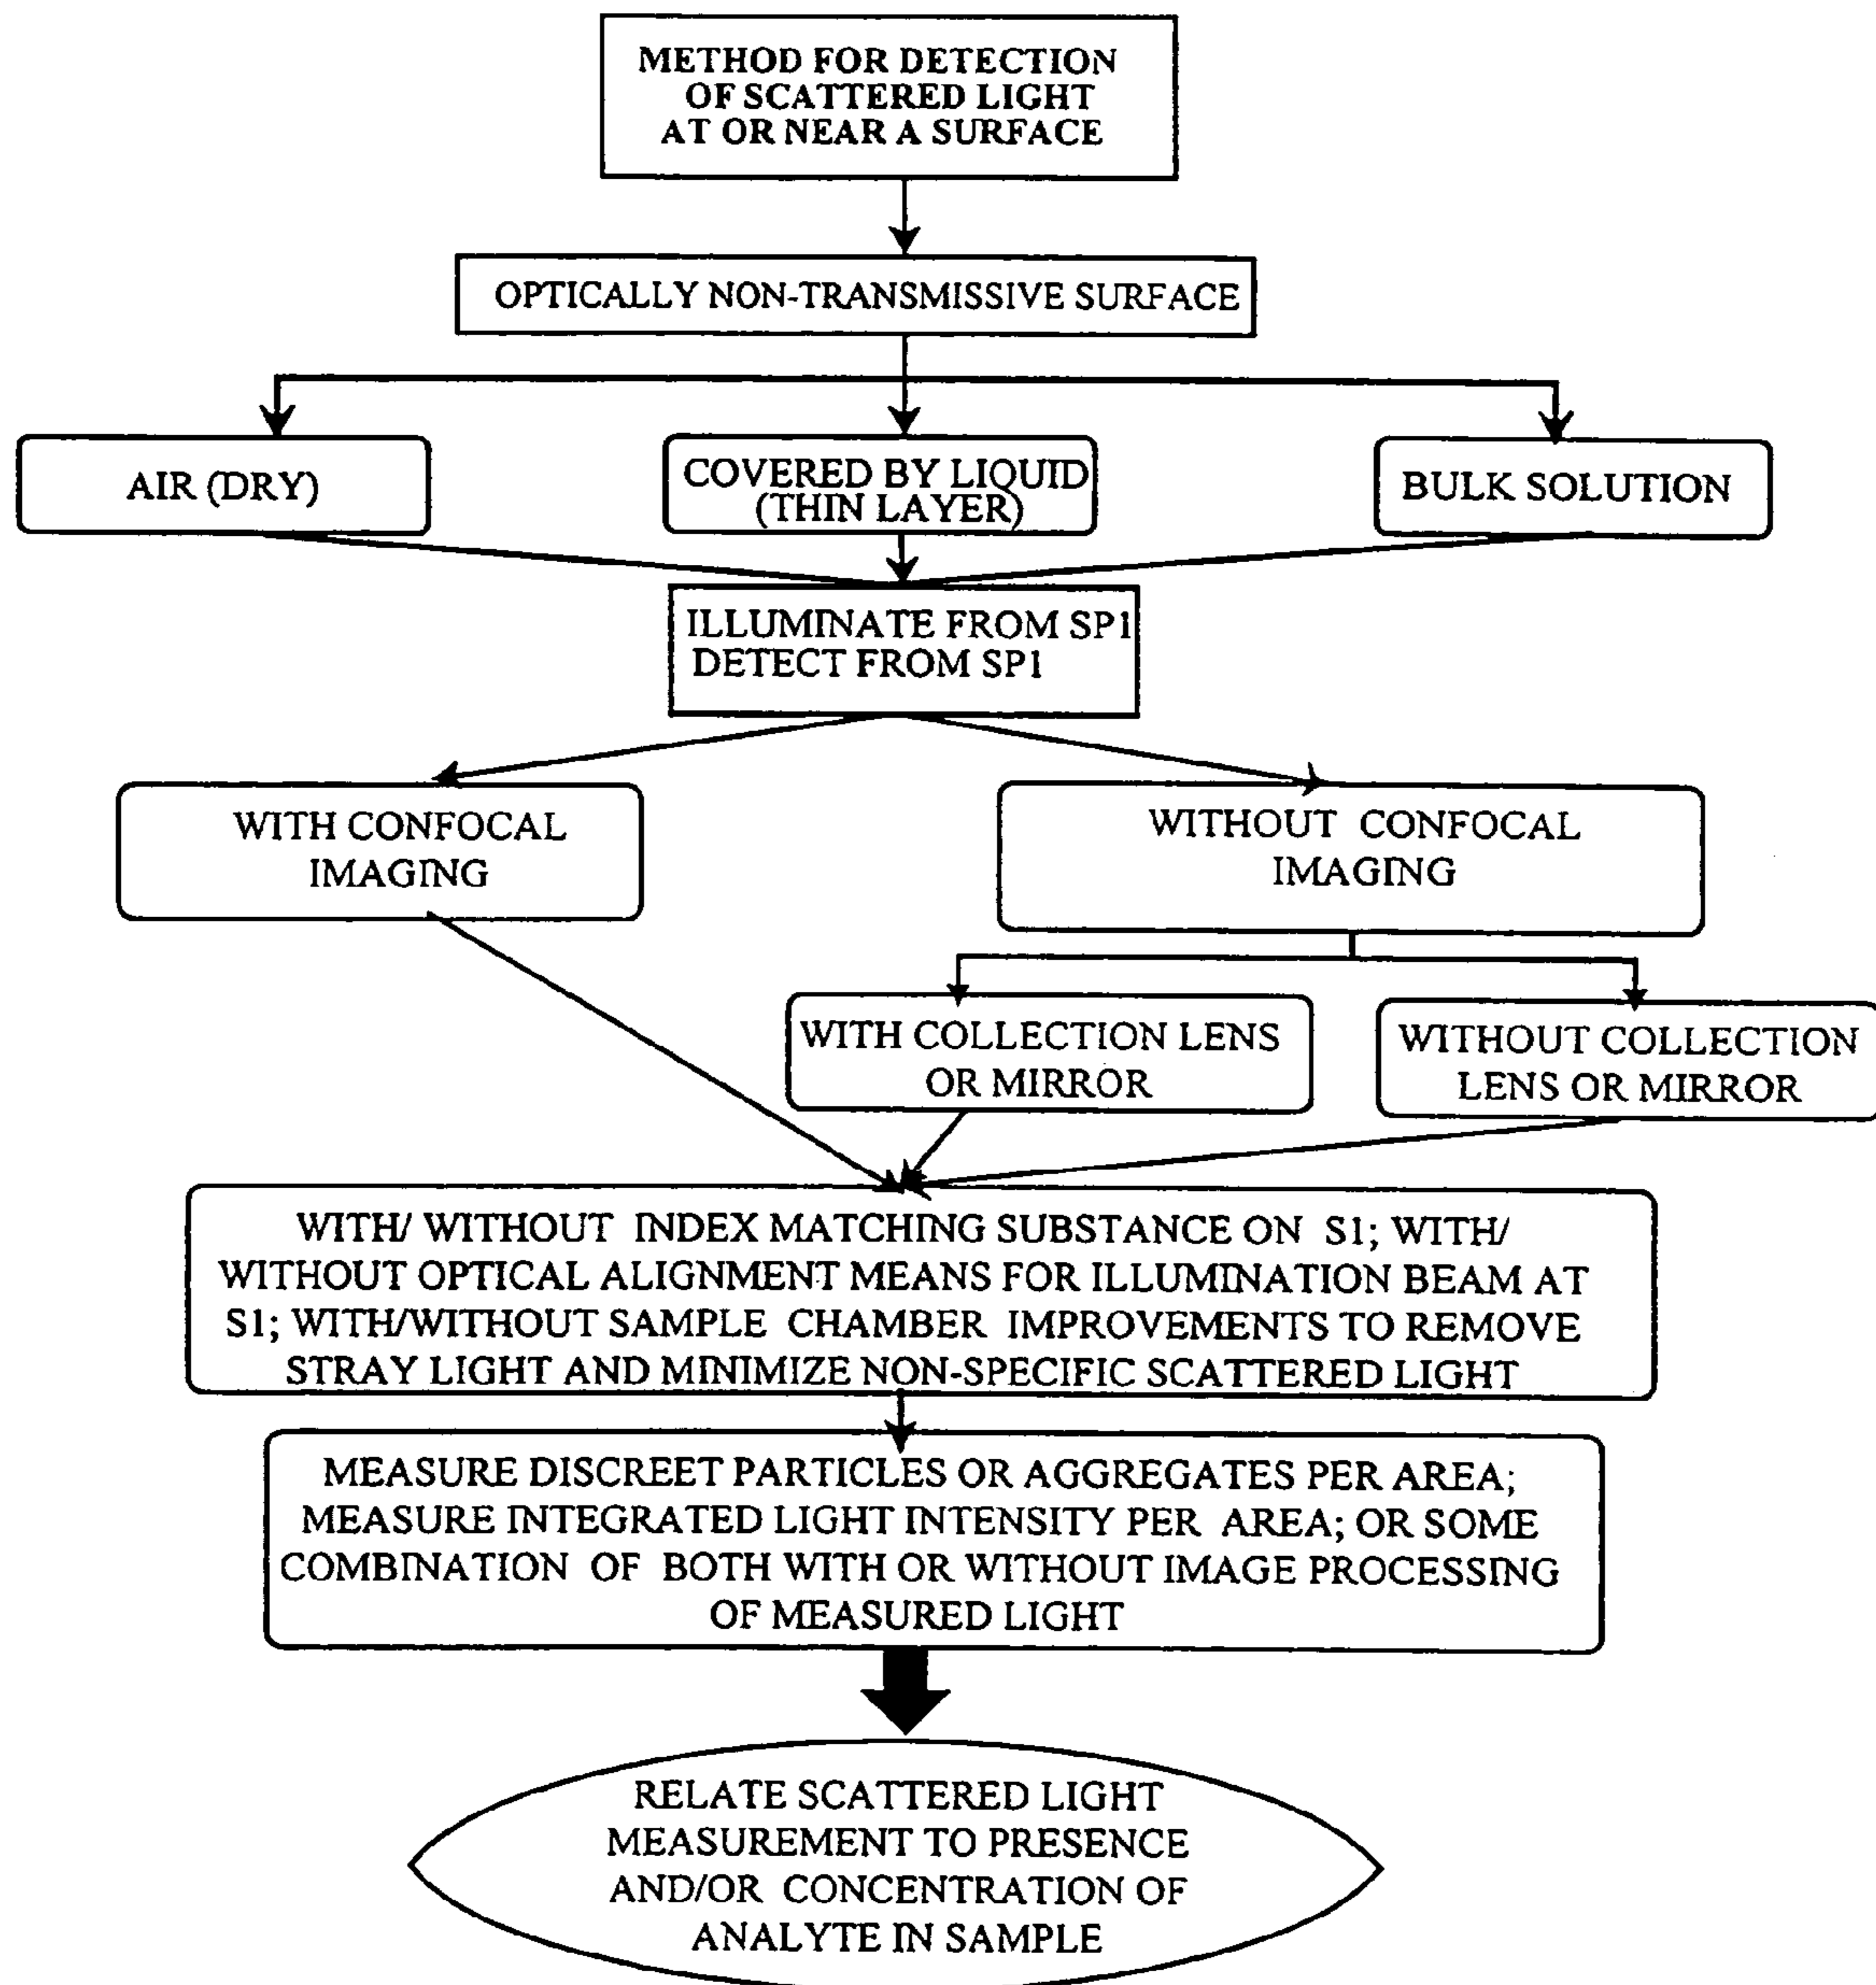 METHOD FOR DETECTION
OF SCATTERED LIGHT
AT OR NEAR A SURFACE
OPTICALLY NON-TRANSMISSIVE SURFACE
AIR (DRY)
COVERED BY LIQUID
(THIN LAYER)
BULK SOLUTION
ILLUMINATE FROM SP1
DETECT FROM SP1
WITH CONFOCAL
IMAGING
WITHOUT CONFOCAL
IMAGING
WITH COLLECTION LENS
OR MIRROR
WITHOUT COLLECTION
LENS OR MIRROR
WITH/ WITHOUT INDEX MATCHING SUBSTANCE ON S1; WITH/
WITHOUT OPTICAL ALIGNMENT MEANS FOR ILLUMINATION BEAM AT
S1; WITH/WITHOUT SAMPLE CHAMBER IMPROVEMENTS TO REMOVE
STRAY LIGHT AND MINIMIZE NON-SPECIFIC SCATTERED LIGHT
MEASURE DISCREET PARTICLES OR AGGREGATES PER AREA;
MEASURE INTEGRATED LIGHT INTENSITY PER AREA; OR SOME
COMBINATION OF BOTH WITH OR WITHOUT IMAGE PROCESSING
OF MEASURED LIGHT
RELATE SCATTERED LIGHT
MEASUREMENT TO PRESENCE
AND/OR CONCENTRATION OF
ANALYTE IN SAMPLE